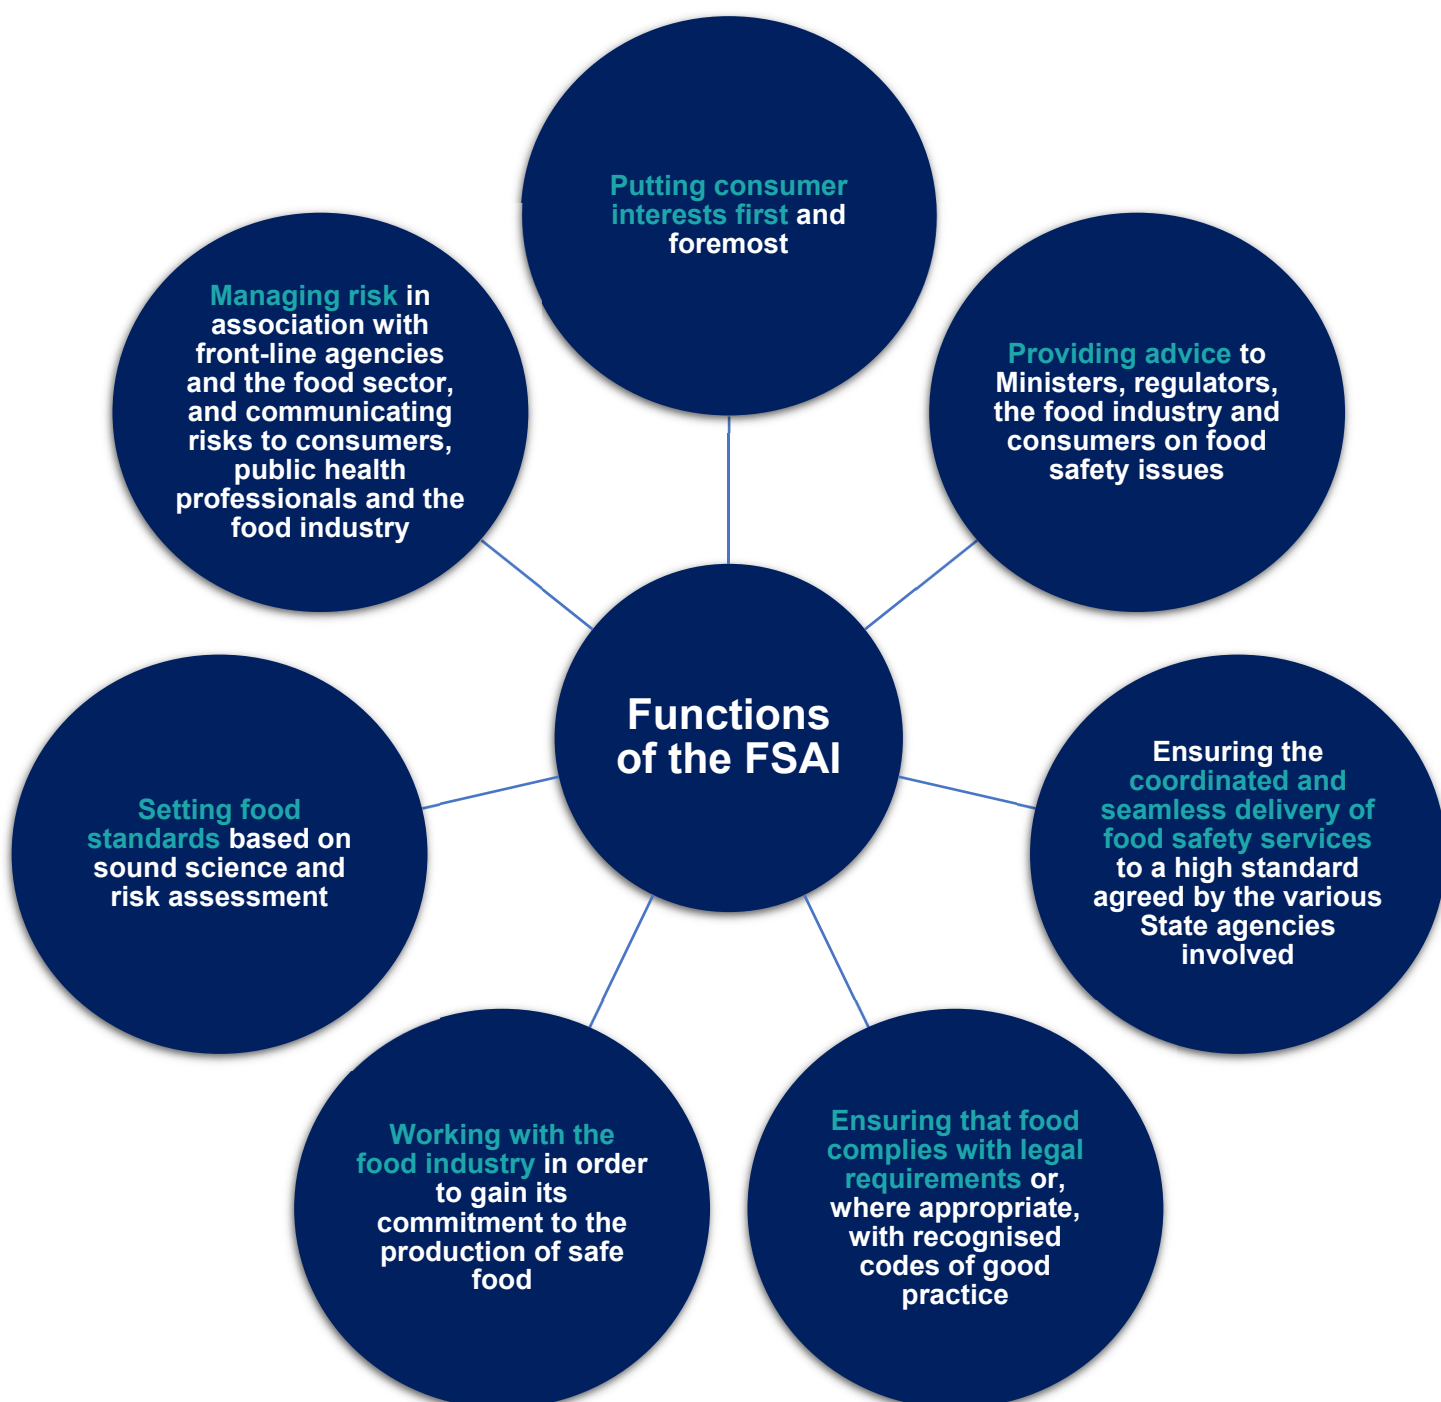 Putting consumer
interests first and
foremost
Providing advice to
Ministers, regulators,
the food industry and
consumers on food
safety issues
Ensuring the
coordinated and
seamless delivery of
food safety services
to a high standard
agreed by the various
State agencies
involved
Ensuring that food
complies with legal
requirements or,
where appropriate,
with recognised
codes of good
practice
Working with the
food industry in order
to gain its
commitment to the
production of safe
food
Setting food
standards based on
sound science and
risk assessment
Managing risk in
association with
front-line agencies
and the food sector,
and communicating
risks to consumers,
public health
professionals and the
food industry
Functions
of the FSAI